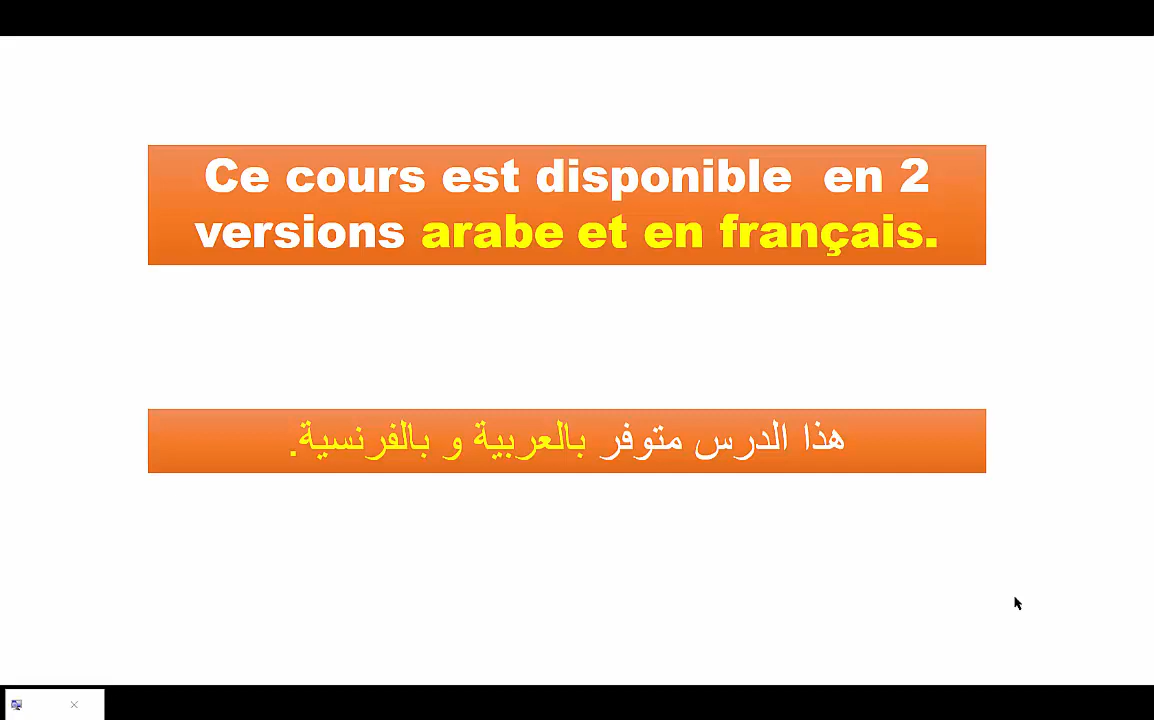 Ce cours est disponible en 2
versions arabe et en français.
هذا الدرس متوفر بالعربية و بالفرنسية.